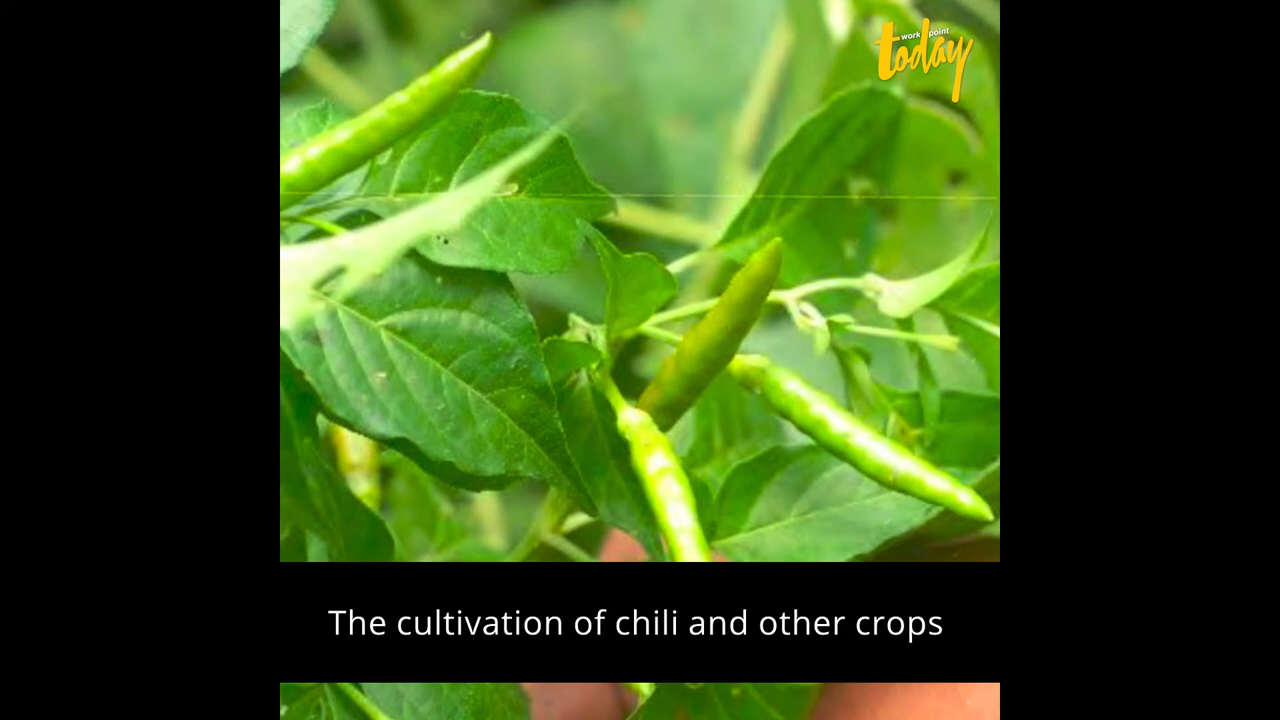 work point
today
The cultivation of chili and other crops